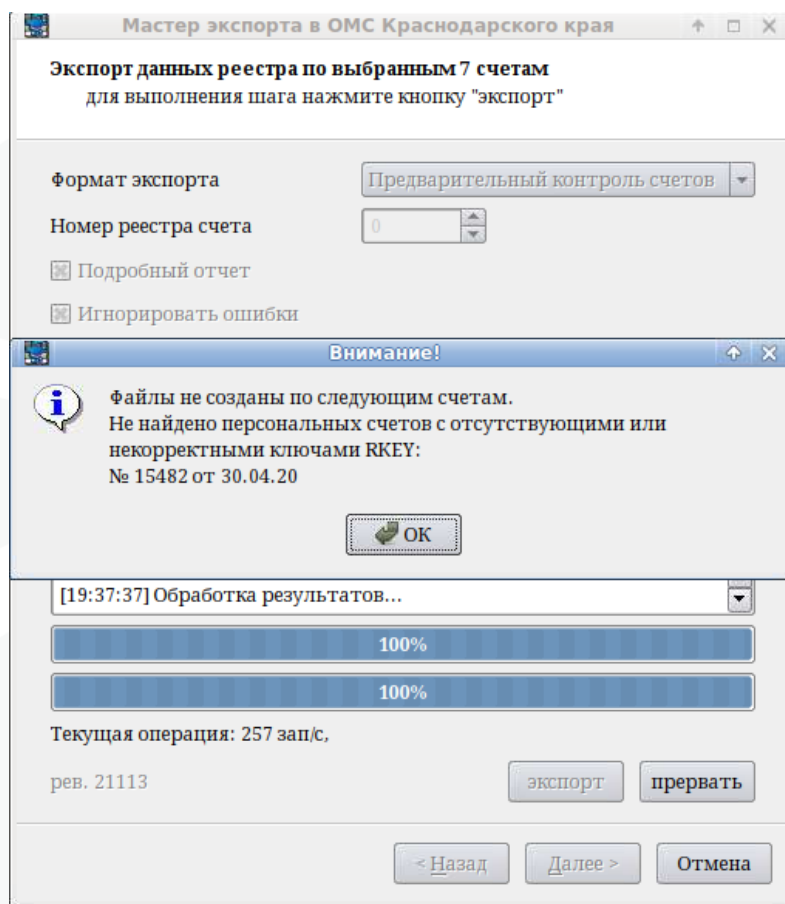 Мастер экспорта в ОМС Краснодарского края
Экспорт данных реестра по выбранным 7 счетам
для выполнения шага нажмите кнопку "экспорт"
Формат экспорта
Предварительный контроль счетов
Номер реестра счета
0
Подробный отчет
Игнорировать ошибки
Внимание!
Файлы не созданы по следующим счетам.
Не найдено персональных счетов с отсутствующими или
некорректными ключами RKEY:
№ 15482 от 30.04.20
ОК
[19:37:37] Обработка результатов...
100%
100%
Текущая операция: 257 зап/с,
рев. 21113
экспорт
прервать
< Назад
Далее >
Отмена